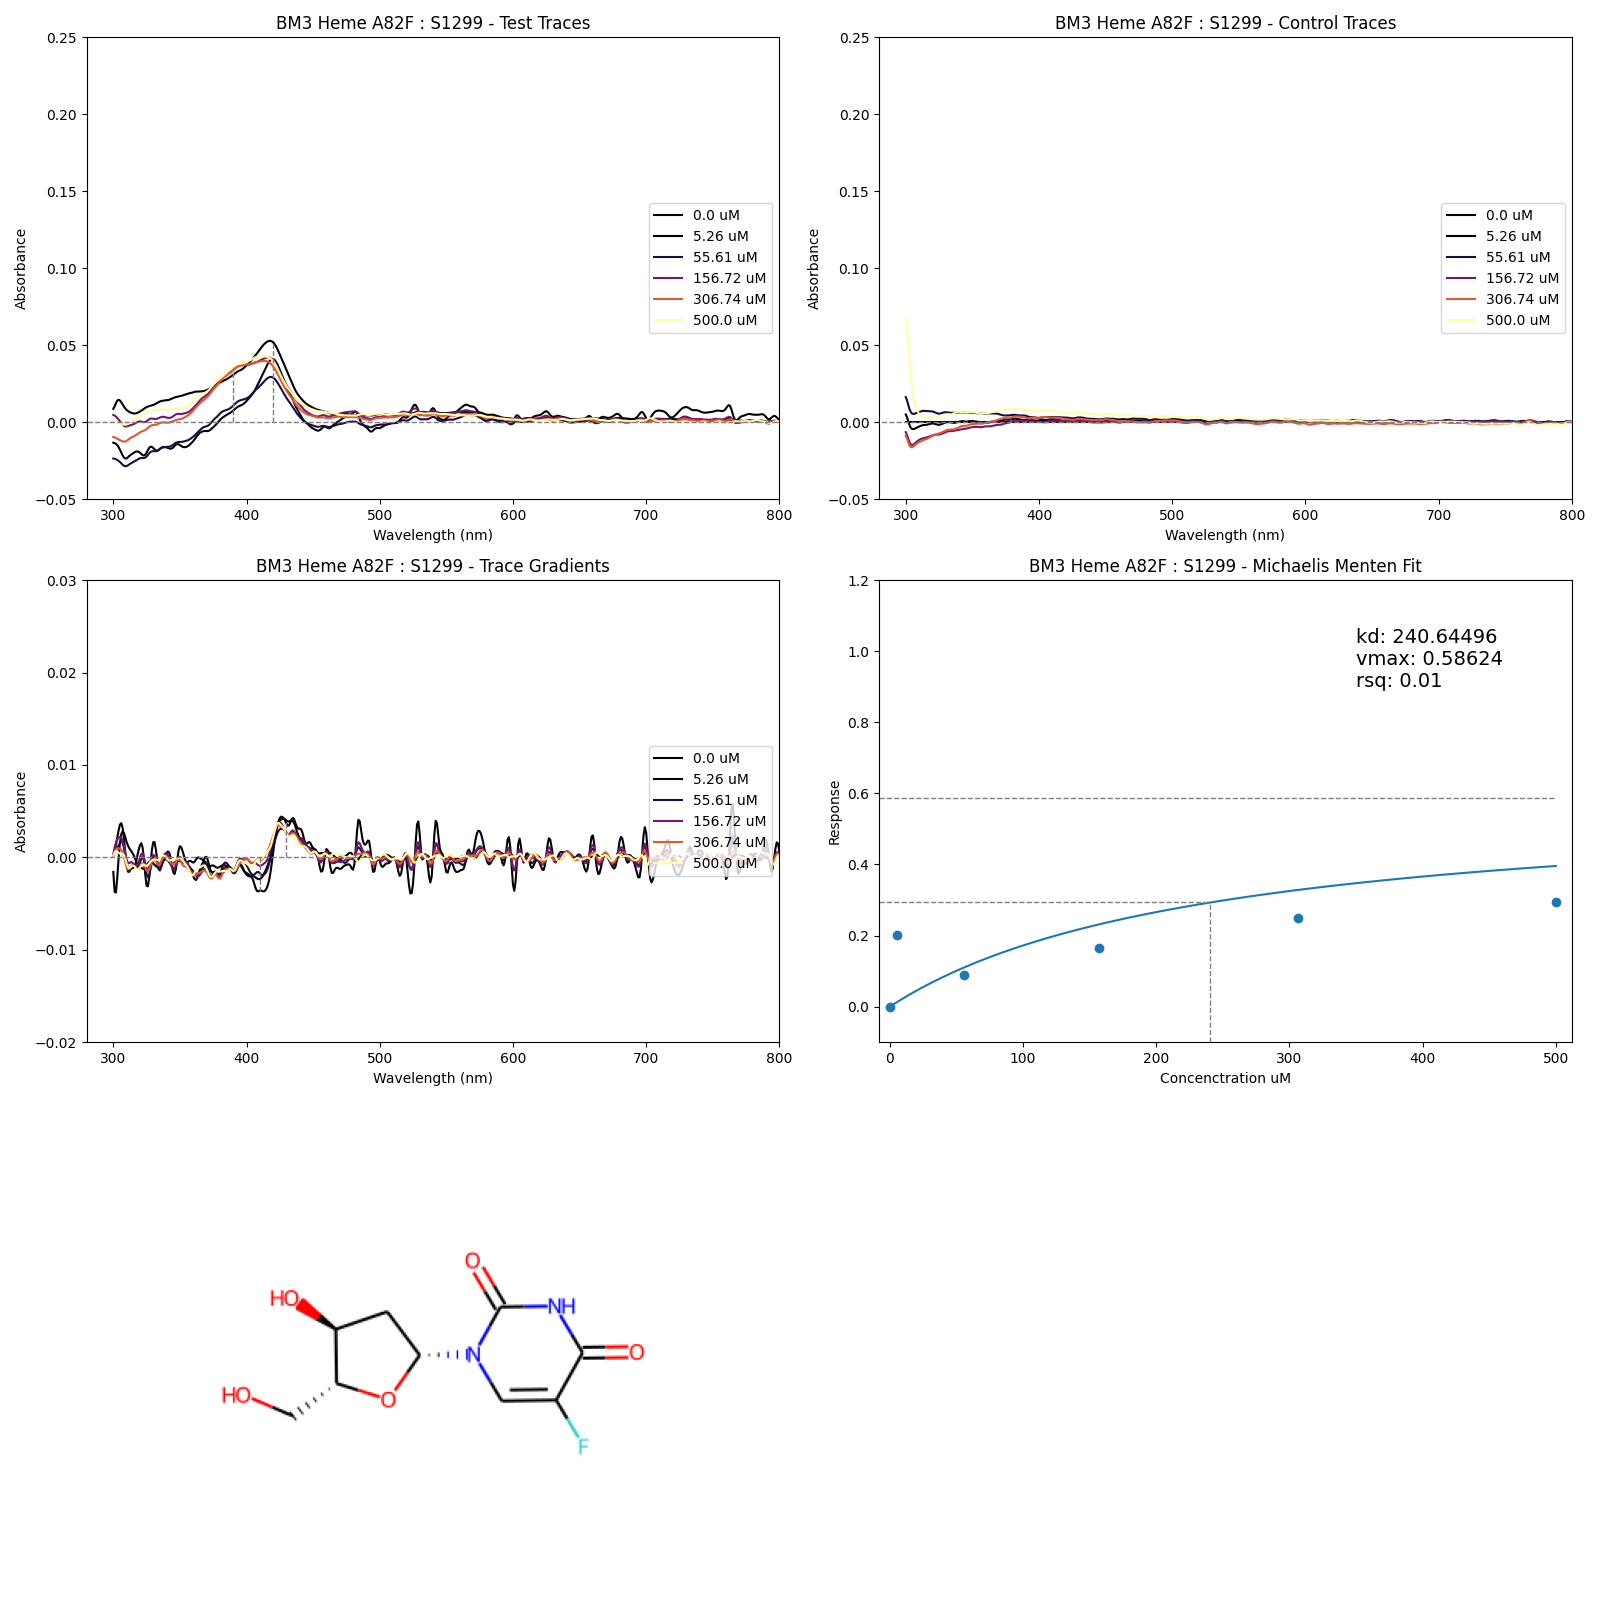 BM3 Heme A82F : S1299 - Test Traces
0.25
0.20
0.15
0.10
0.05
0.00
−0.05
Absorbance
0.0 uM
5.26 uM
55.61 uM
156.72 uM
306.74 uM
500.0 uM
300 400 500 600 700 800
Wavelength (nm)
BM3 Heme A82F : S1299 - Control Traces
0.25
0.20
0.15
0.10
0.05
0.00
−0.05
Absorbance
0.0 uM
5.26 uM
55.61 uM
156.72 uM
306.74 uM
500.0 uM
300 400 500 600 700 800
Wavelength (nm)
BM3 Heme A82F : S1299 - Trace Gradients
0.03
0.02
0.01
0.00
−0.01
−0.02
Absorbance
0.0 uM
5.26 uM
55.61 uM
156.72 uM
306.74 uM
500.0 uM
300 400 500 600 700 800
Wavelength (nm)
BM3 Heme A82F : S1299 - Michaelis Menten Fit
1.2
1.0
0.8
0.6
0.4
0.2
0.0
Response
kd: 240.64496
vmax: 0.58624
rsq: 0.01
0 100 200 300 400 500
Concenctration uM
O
HO
NH
N
O
HO
O
F